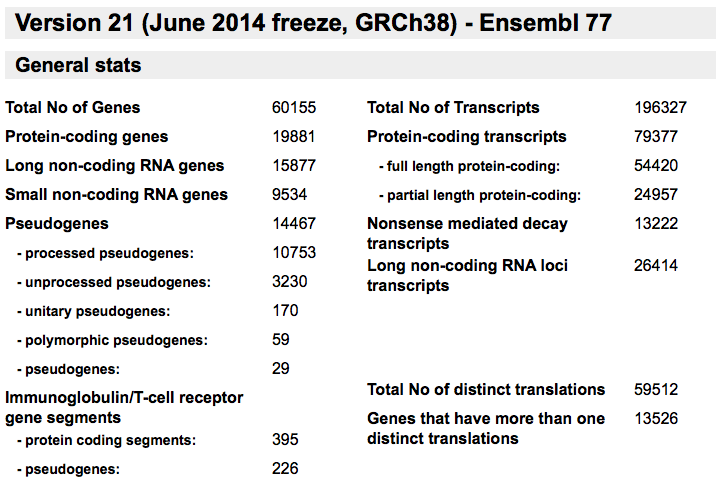 Version 21 (June 2014 freeze, GRCh38) - Ensembl 77
General stats
Total No of Genes 60155
Protein-coding genes 19881
Long non-coding RNA genes 15877
Small non-coding RNA genes 9534
Pseudogenes 14467
- processed pseudogenes: 10753
- unprocessed pseudogenes: 3230
- unitary pseudogenes: 170
- polymorphic pseudogenes: 59
- pseudogenes: 29
Immunoglobulin/T-cell receptor
gene segments
- protein coding segments: 395
- pseudogenes: 226
Total No of Transcripts 196327
Protein-coding transcripts 79377
- full length protein-coding: 54420
- partial length protein-coding: 24957
Nonsense mediated decay 13222
transcripts
Long non-coding RNA loci 26414
transcripts
Total No of distinct translations 59512
Genes that have more than one 13526
distinct translations